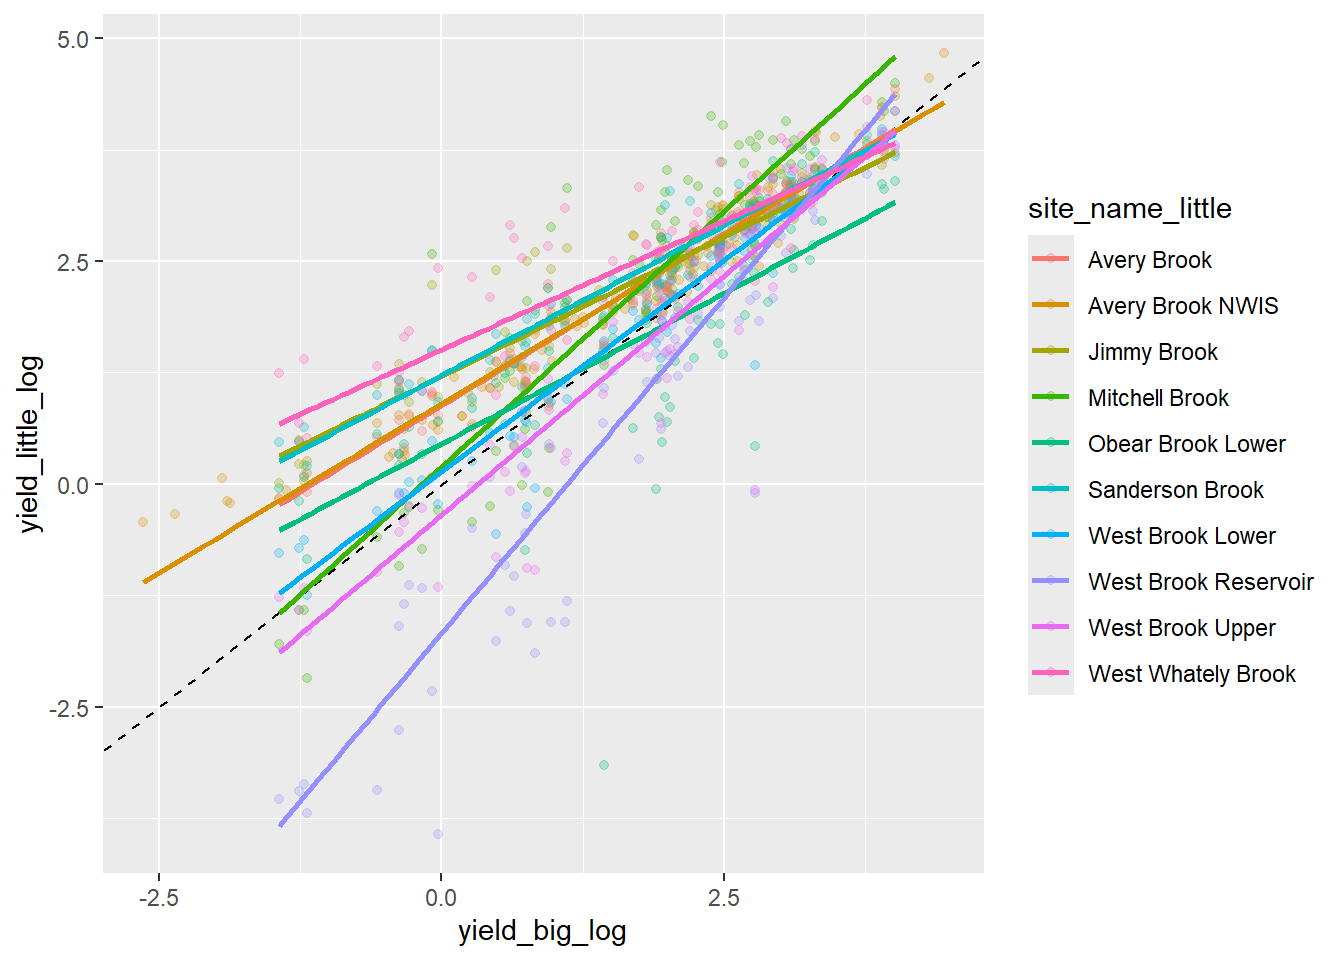 5.0
2.5
0.0
-2.5
yield_little_log
-2.5
0.0
2.5
yield_big_log
site_name_little
Avery Brook
Avery Brook NWIS
Jimmy Brook
Mitchell Brook
Obear Brook Lower
Sanderson Brook
West Brook Lower
West Brook Reservoir
West Brook Upper
West Whately Brook